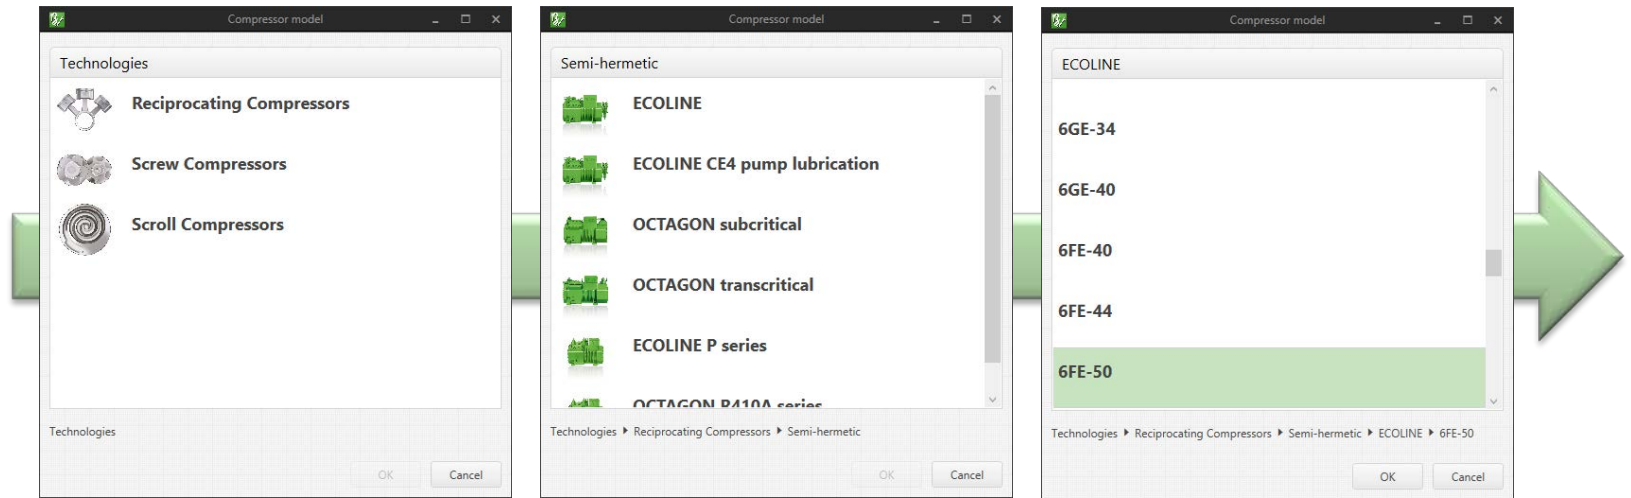 Compressor model
Technologies
Reciprocating Compressors
Screw Compressors
Scroll Compressors
Technologies
OK
Cancel
Compressor model
Semi-hermetic
ECOLINE
ECOLINE CE4 pump lubrication
OCTAGON subcritical
OCTAGON transcritical
ECOLINE P series
OCTAGON R410A series
Technologies Reciprocating Compressors Semi-hermetic
OK
Cancel
Compressor model
ECOLINE
6GE-34
6GE-40
6FE-40
6FE-44
6FE-50
Technologies Reciprocating Compressors Semi-hermetic ECOLINE 6FE-50
OK
Cancel